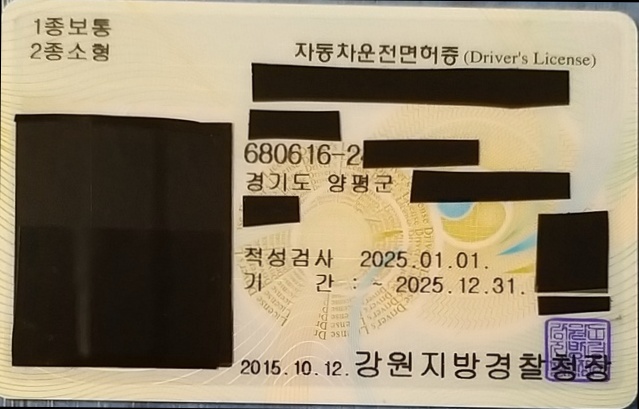 1종보통
2종소형
자동차운전면허증 (Driver's License)
680616-2
경기도 양평군
적성검사 2025.01.01.
기 간 : ~ 2025.12.31.
2015.10.12. 강원지방경찰청장